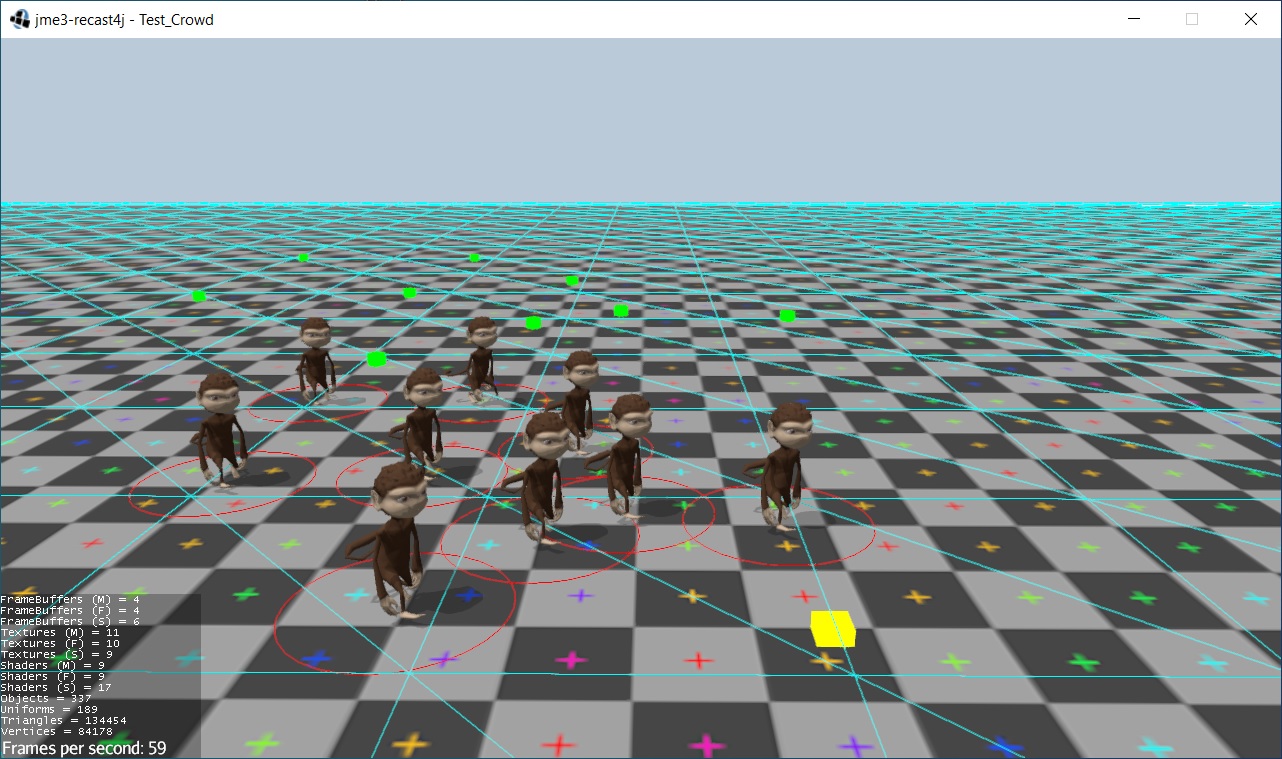 jme3-recast4j - Test_Crowd
FrameBuffers (M) = 4
FrameBuffers (F) = 4
FrameBuffers (S) = 6
Textures (M) = 11
Textures (F) = 10
Textures (S) = 9
Shaders (M) = 9
Shaders (F) = 9
Shaders (S) = 17
Objects = 337
Uniforms = 189
Triangles = 134454
Vertices = 84178
Frames per second: 59